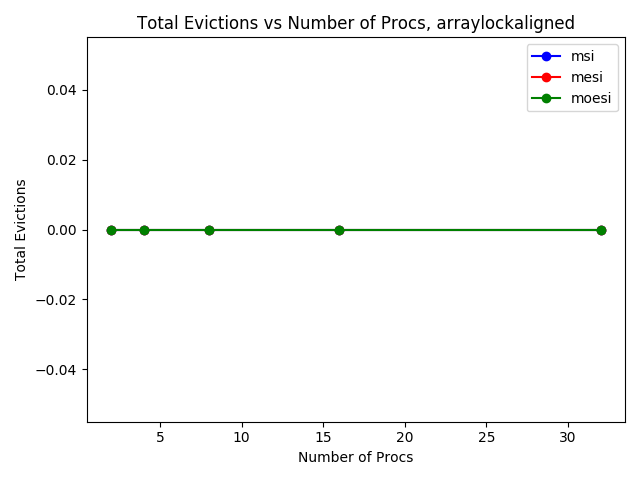 Total Evictions vs Number of Procs, arraylockaligned
msi
mesi
moesi
0.04
0.02
0.00
−0.02
−0.04
Total Evictions
5 10 15 20 25 30
Number of Procs